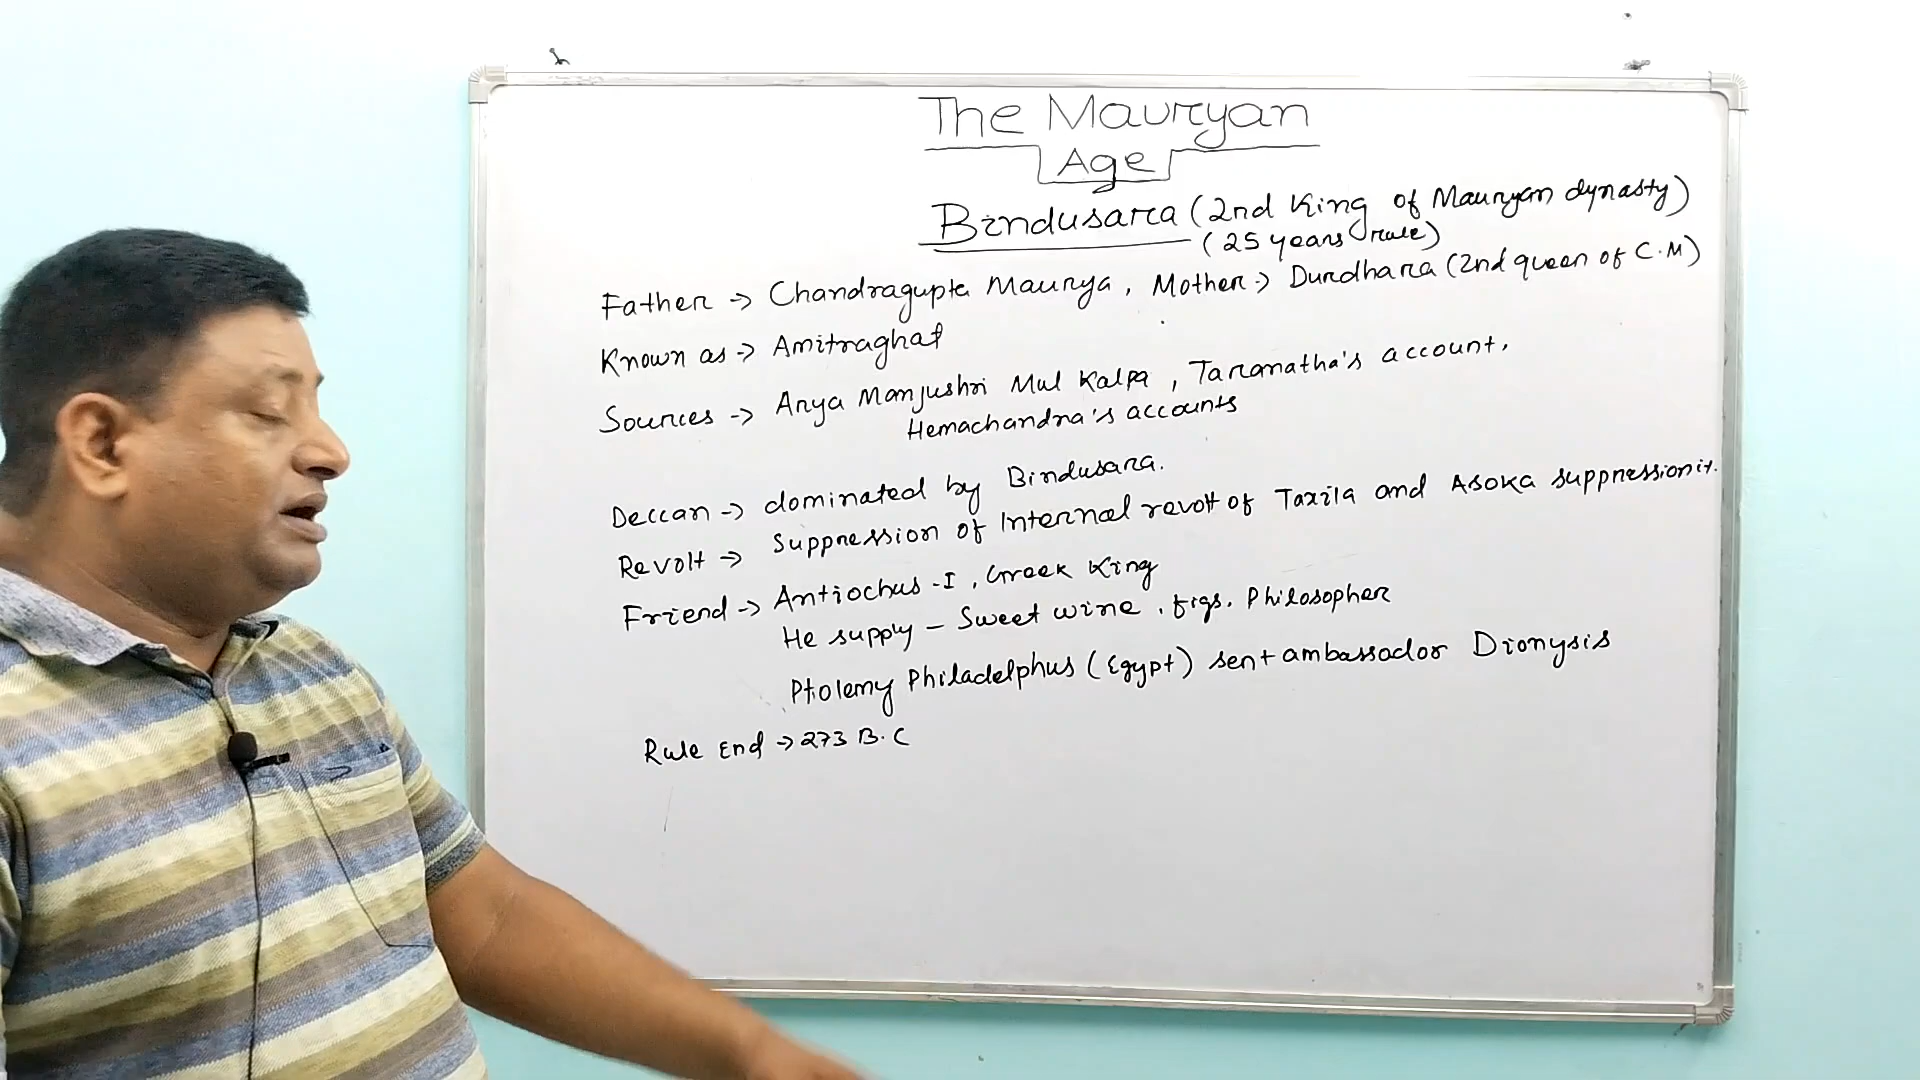 The Mauryan
Age
Bindusara (2nd King of Mauryan dynasty)
(25 years rule)
Father → Chandragupta Maurya, Mother → Durdhara (2nd queen of C.M)
Known as → Amitraghat
Sources → Arya Manjushri Mul Kalpa, Taranatha's account,
Hemachandra's accounts
Deccan → dominated by Bindusara.
Revolt → Suppression of Internal revolt of Taxila and Asoka suppression it.
Friend → Antiochus-I, Greek King
He supply – Sweet wine, figs, Philosopher
Ptolemy Philadelphus (Egypt) sent ambassador Dionysis
Rule End → 273 B.C